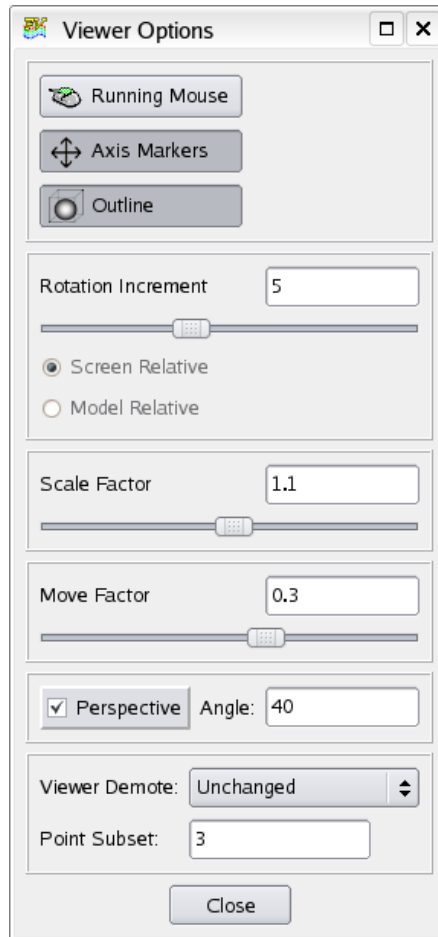 Viewer Options
Running Mouse
Axis Markers
Outline
Rotation Increment 5
Screen Relative
Model Relative
Scale Factor 1.1
Move Factor 0.3
Perspective Angle: 40
Viewer Demote: Unchanged
Point Subset: 3
Close